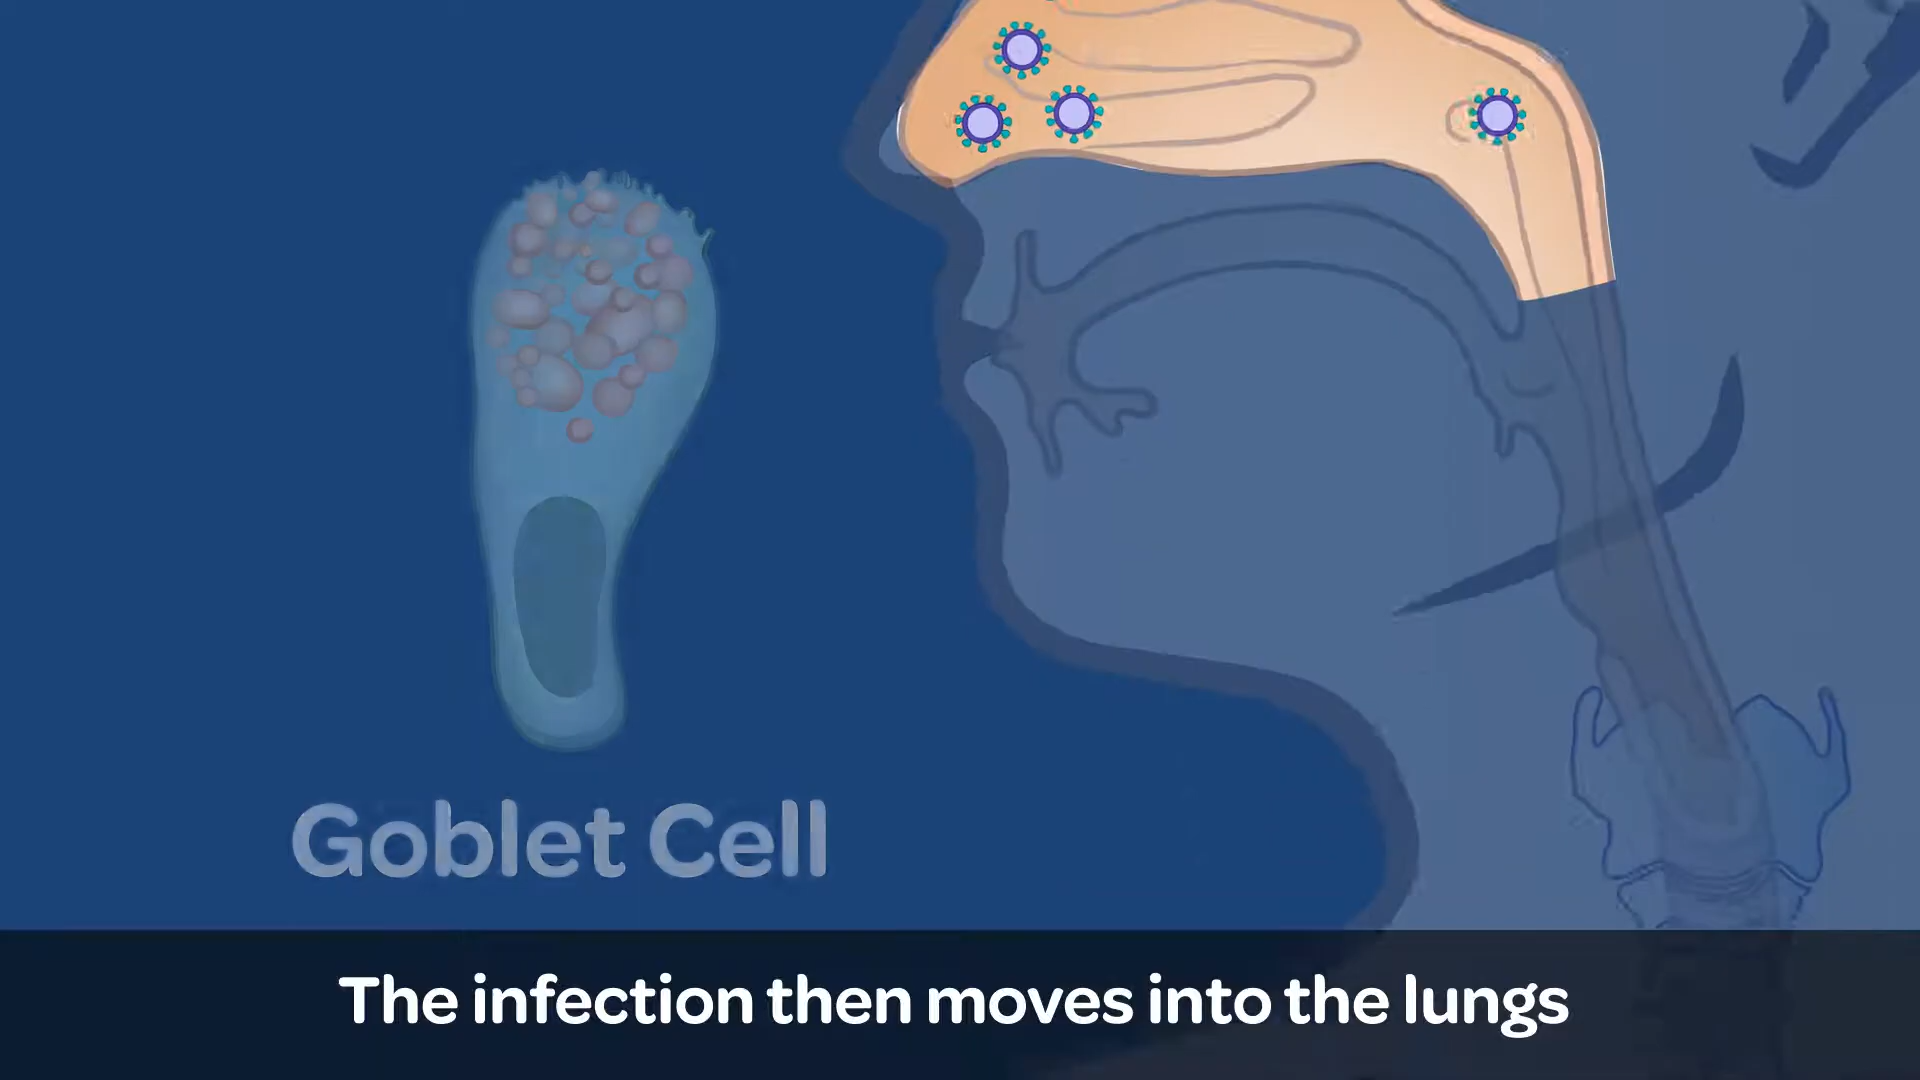 Goblet Cell
The infection then moves into the lungs